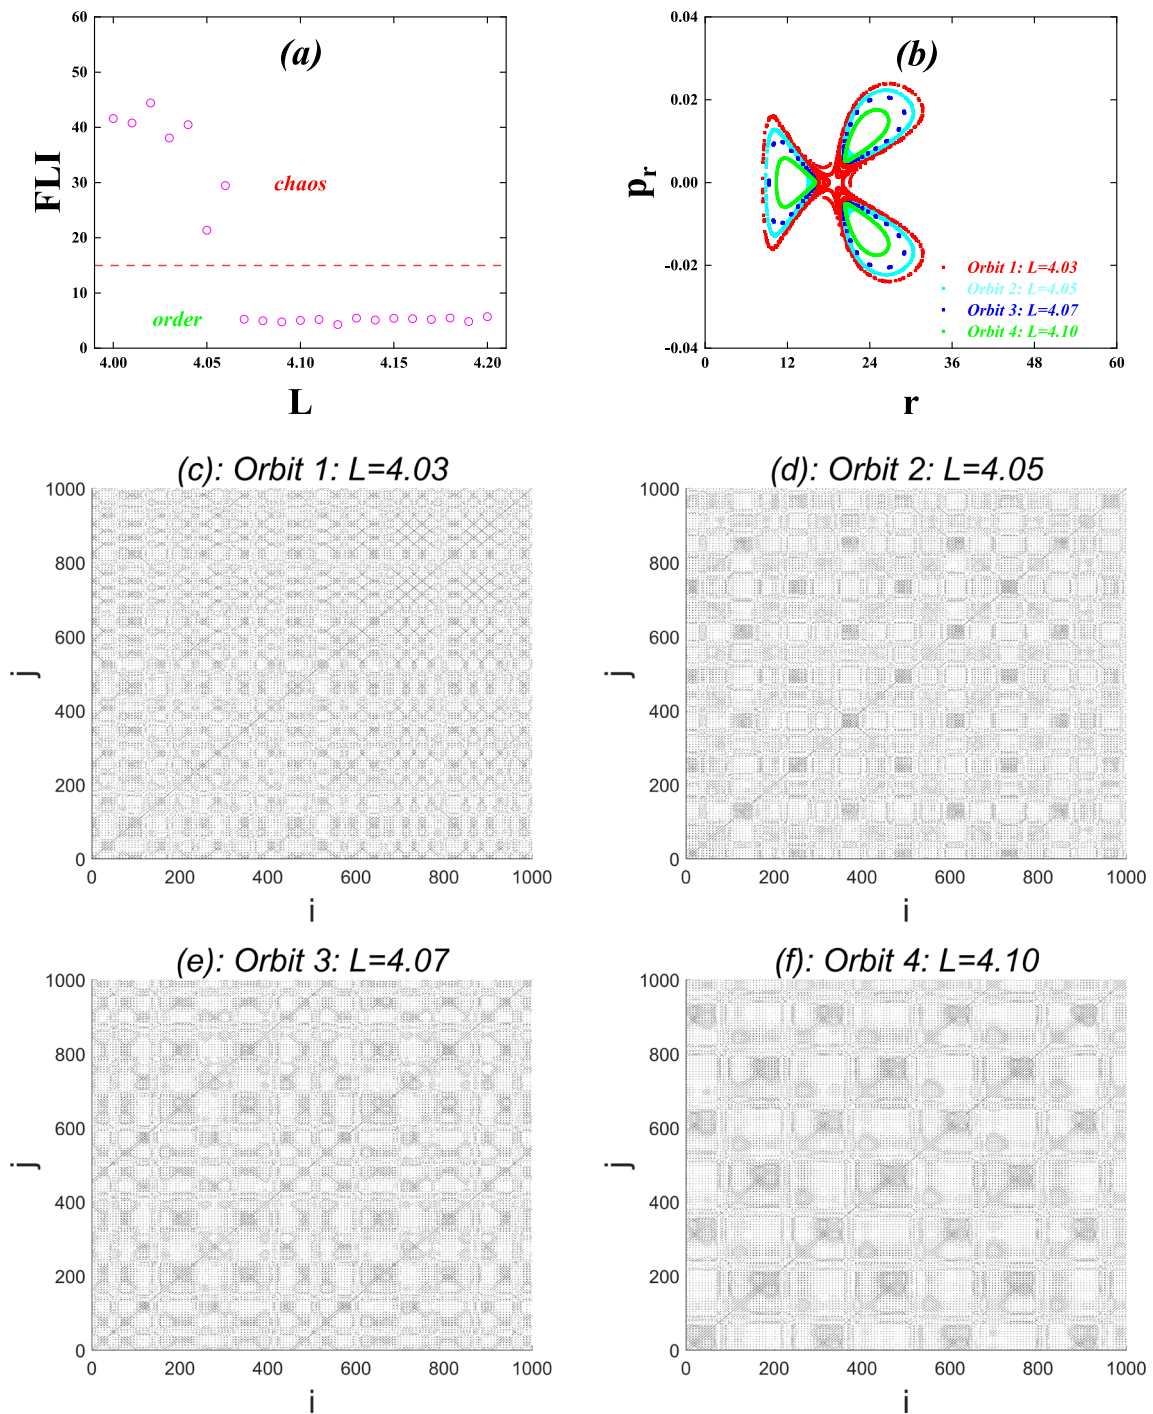 (a)
60
50
40
30
20
10
0
FLI
chaos
order
4.00 4.05 4.10 4.15 4.20
L
(b)
0.04
0.02
0.00
-0.02
-0.04
p_r
Orbit 1: L=4.03
Orbit 2: L=4.05
Orbit 3: L=4.07
Orbit 4: L=4.10
0 12 24 36 48 60
r
(c): Orbit 1: L=4.03
1000
800
600
400
200
0
j
0 200 400 600 800 1000
i
(d): Orbit 2: L=4.05
1000
800
600
400
200
0
j
0 200 400 600 800 1000
i
(e): Orbit 3: L=4.07
1000
800
600
400
200
0
j
0 200 400 600 800 1000
i
(f): Orbit 4: L=4.10
1000
800
600
400
200
0
j
0 200 400 600 800 1000
i